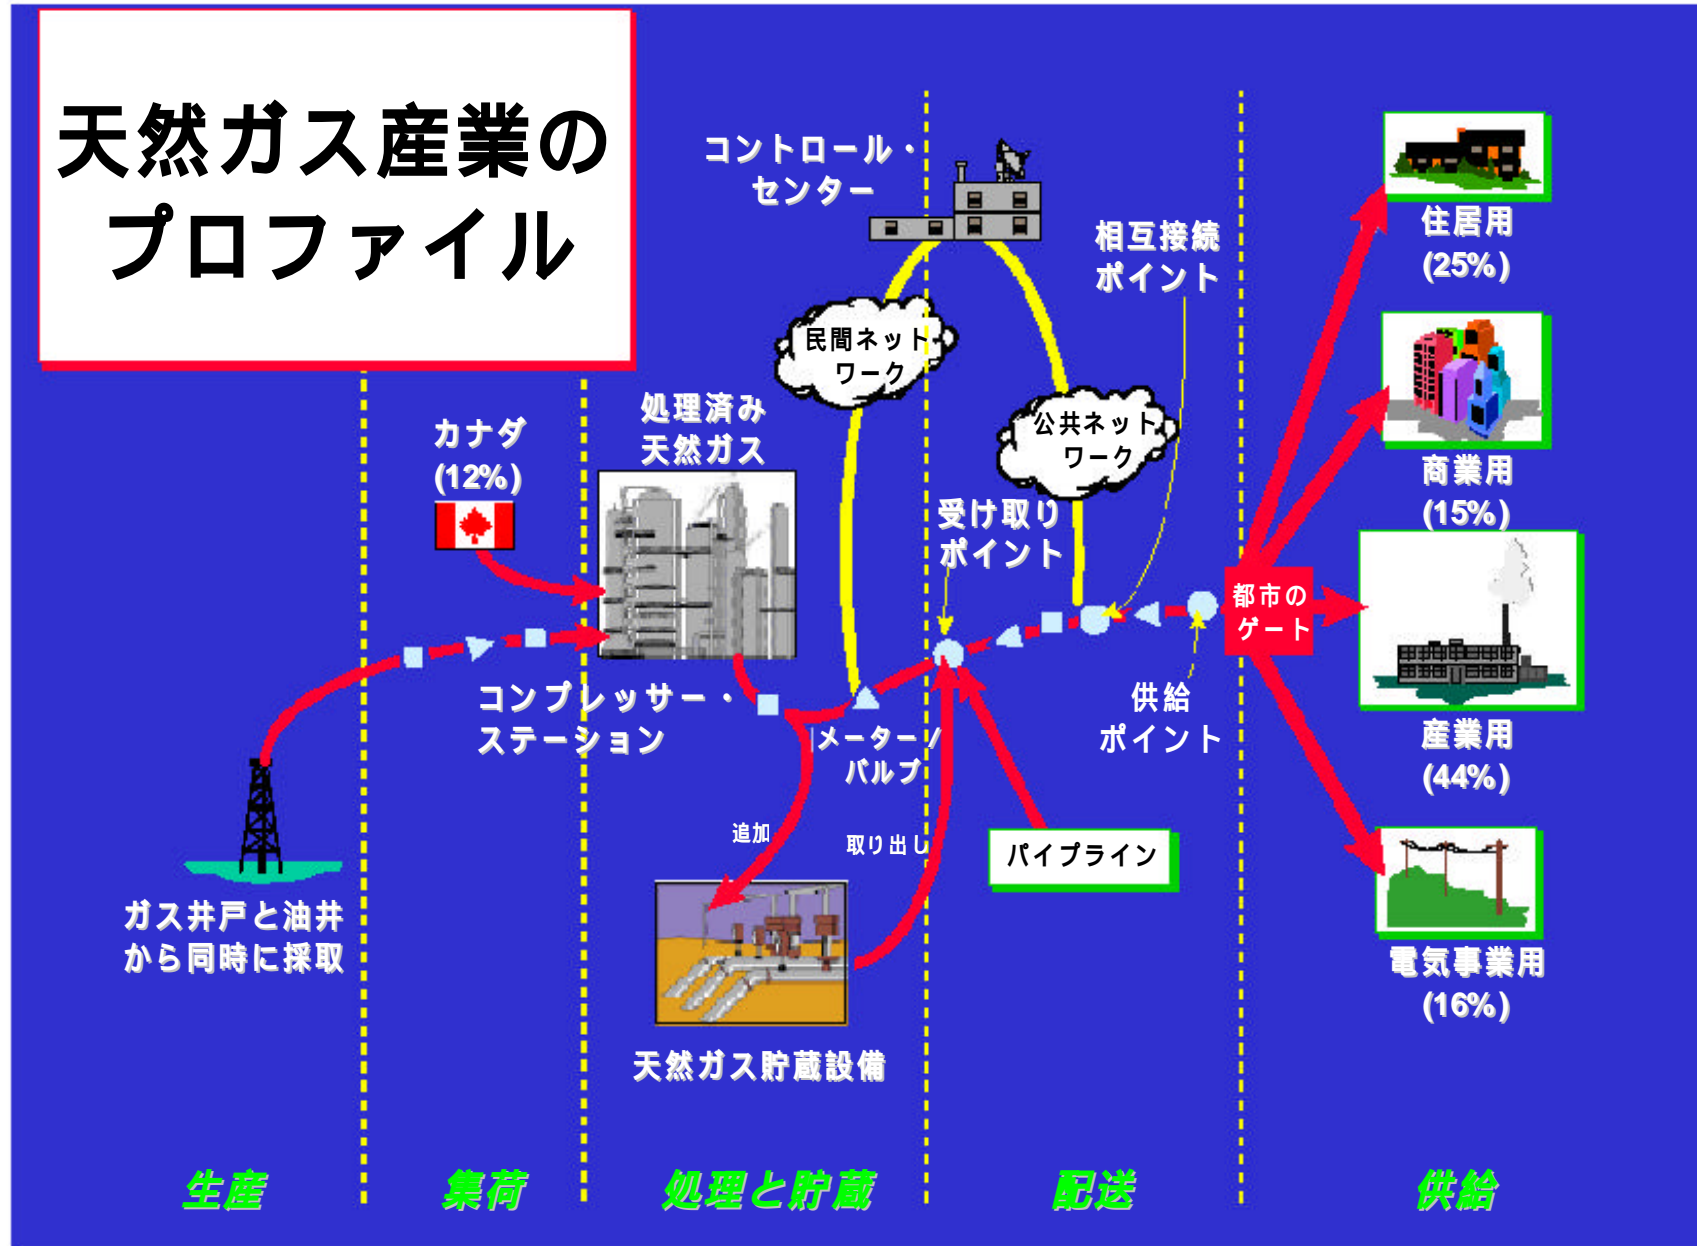 天然ガス産業の
プロファイル
コントロール・
センター
相互接続
ポイント
住居用
(25%)
民間ネット
ワーク
カナダ
(12%)
処理済み
天然ガス
公共ネット
ワーク
商業用
(15%)
受け取り
ポイント
都市の
ゲート
コンプレッサー・
ステーション
メーター/
バルブ
供給
ポイント
産業用
(44%)
追加
取り出し
パイプライン
ガス井戸と油井
から同時に採取
電気事業用
(16%)
天然ガス貯蔵設備
生産
集荷
処理と貯蔵
配送
供給